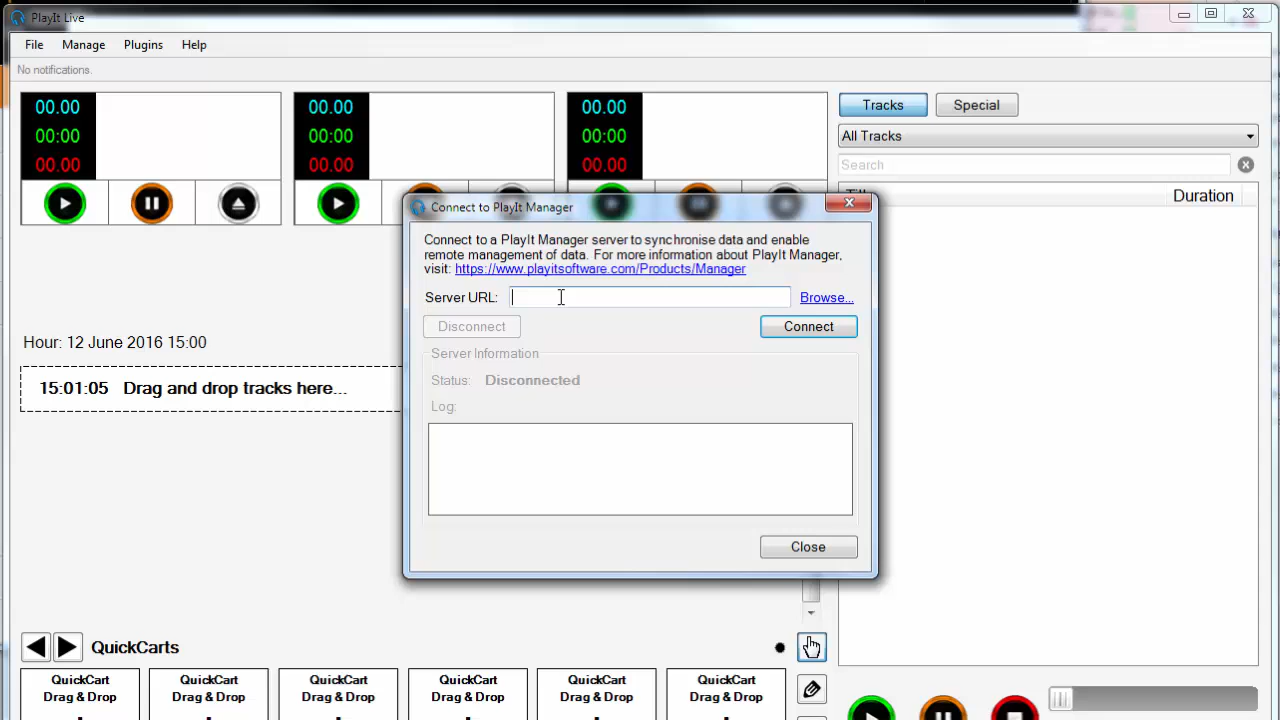 PlayIt Live
File Manage Plugins Help
No notifications.
00.00 00.00 00.00
00:00 00:00 00:00
00.00 00.00 00.00
Tracks Special
All Tracks
Search
Duration
Connect to PlayIt Manager
Connect to a PlayIt Manager server to synchronise data and enable
remote management of data. For more information about PlayIt Manager,
visit: https://www.playitsoftware.com/Products/Manager
Server URL: Browse...
Disconnect Connect
Server Information
Status: Disconnected
Log:
Close
Hour: 12 June 2016 15:00
15:01:05 Drag and drop tracks here...
QuickCarts
QuickCart QuickCart QuickCart QuickCart QuickCart QuickCart
Drag & Drop Drag & Drop Drag & Drop Drag & Drop Drag & Drop Drag & Drop